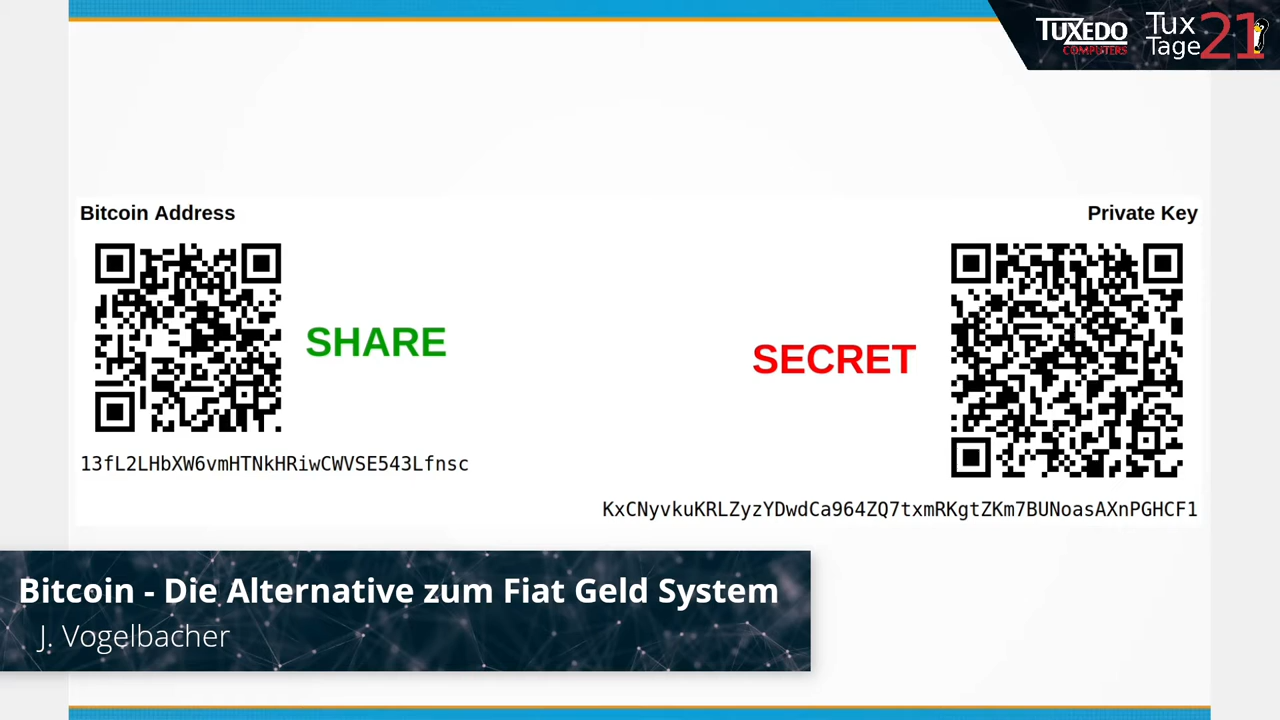 TUXEDO
COMPUTERS
Tux
Tage 21
Bitcoin Address
Private Key
SHARE
SECRET
13fL2LHbXW6vmHTNkHRiwCWVSE543Lfnsc
KxCNyvkuKRLZyzYDwdCa964ZQ7txmRKgtZKm7BUNoasAXnPGHCF1
Bitcoin - Die Alternative zum Fiat Geld System
J. Vogelbacher